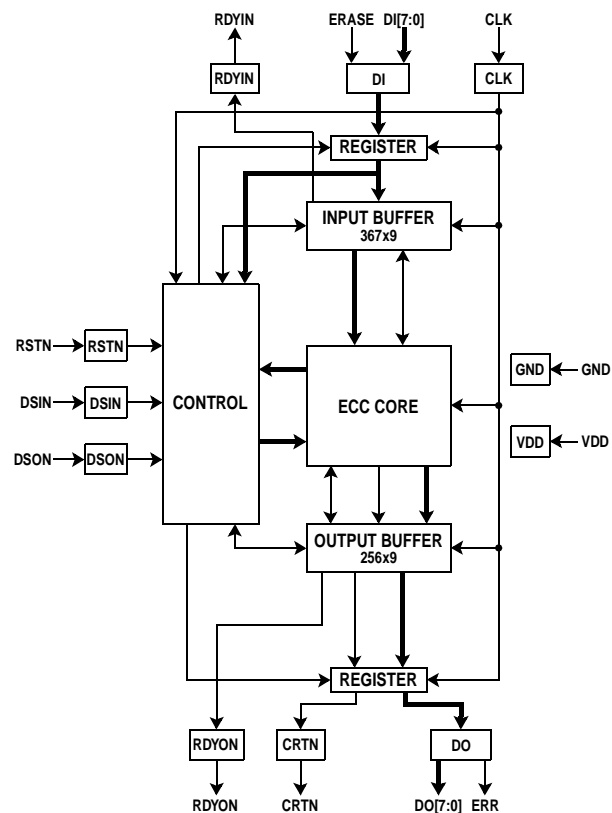 RDYIN ERASE DI[7:0] CLK
RDYIN DI CLK
REGISTER
INPUT BUFFER
367x9
RSTN RSTN
DSIN DSIN
DSON DSON
CONTROL
ECC CORE
GND GND
VDD VDD
OUTPUT BUFFER
256x9
REGISTER
RDYON CRTN DO
RDYON CRTN DO[7:0] ERR